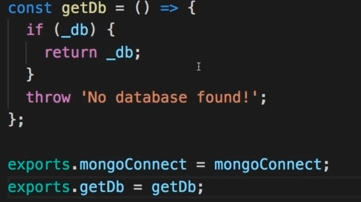 const getDb = () => {
  if (_db) {
    return _db;
  }
  throw 'No database found!';
};

exports.mongoConnect = mongoConnect;
exports.getDb = getDb;